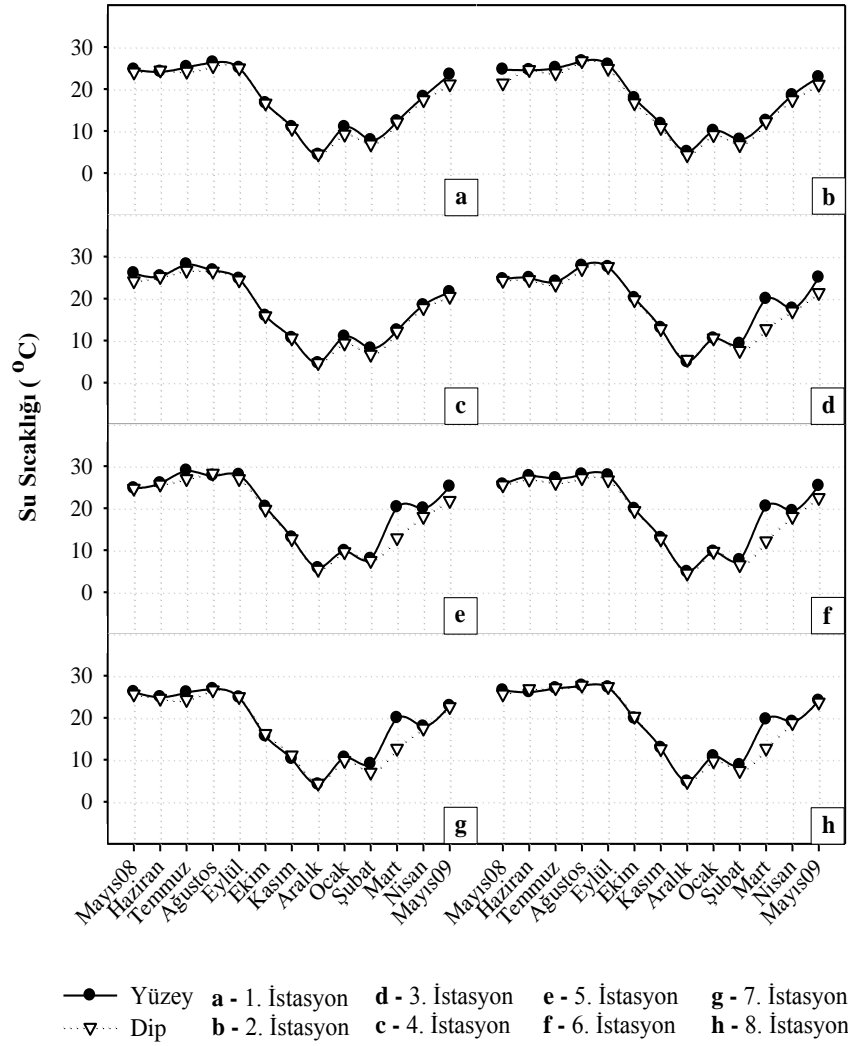 30
20
10
0
a
b
30
20
10
0
c
d
30
20
10
0
e
f
30
20
10
0
g
h
Su Sıcaklığı ( ⁰C)
Mayıs08 Haziran Temmuz Ağustos Eylül Ekim Kasım Aralık Ocak Şubat Mart Nisan Mayıs09
Mayıs08 Haziran Temmuz Ağustos Eylül Ekim Kasım Aralık Ocak Şubat Mart Nisan Mayıs09
Yüzey a - 1. İstasyon d - 3. İstasyon e - 5. İstasyon g - 7. İstasyon
Dip b - 2. İstasyon c - 4. İstasyon f - 6. İstasyon h - 8. İstasyon